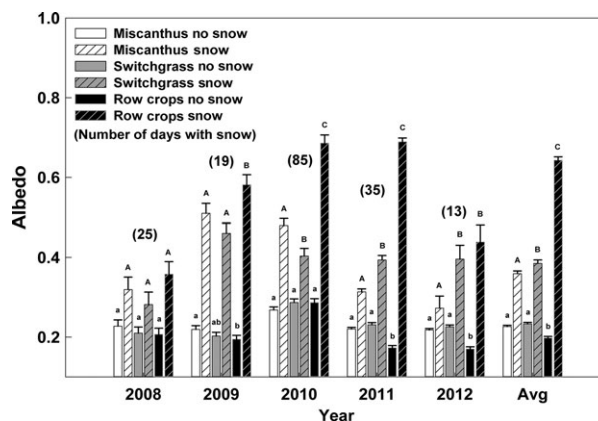 1.0
0.8
0.6
0.4
0.2
Albedo
Miscanthus no snow
Miscanthus snow
Switchgrass no snow
Switchgrass snow
Row crops no snow
Row crops snow
(Number of days with snow)
(25)
(19)
(85)
(35)
(13)
a A a A a A
a A ab A b B
a A a B a C
a A a B b C
a A a B b B
a A a B b C
2008 2009 2010 2011 2012 Avg
Year